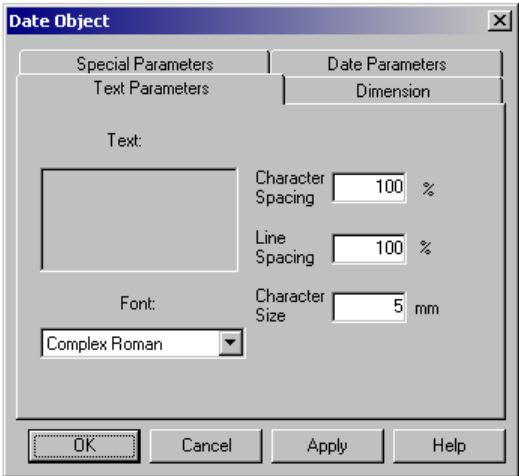 Date Object
Special Parameters
Date Parameters
Text Parameters
Dimension
Text:
Character
Spacing
100
%
Line
Spacing
100
%
Font:
Character
Size
5
mm
Complex Roman
OK
Cancel
Apply
Help